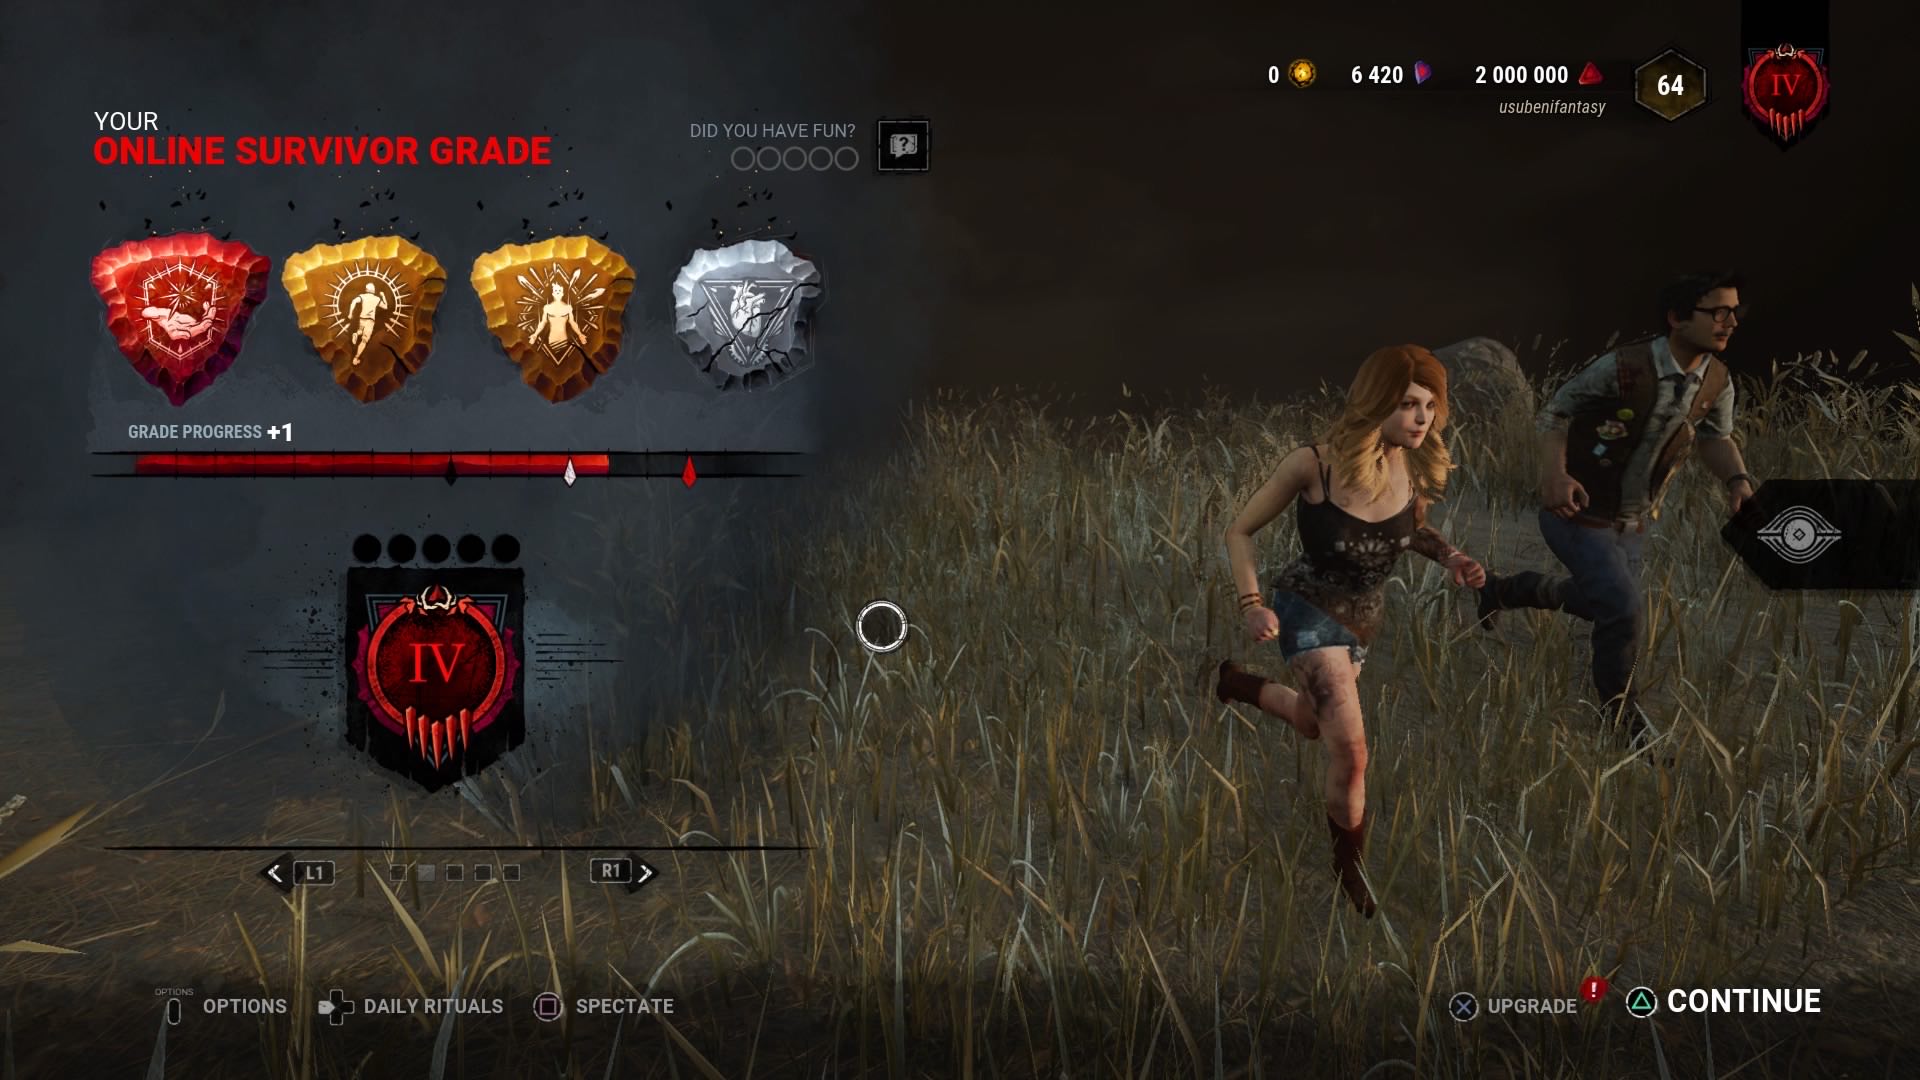 0
6 420
2 000 000
64
IV
usubenifantasy
YOUR
ONLINE SURVIVOR GRADE
DID YOU HAVE FUN?
?
GRADE PROGRESS +1
IV
L1
R1
OPTIONS
OPTIONS
DAILY RITUALS
SPECTATE
UPGRADE
!
CONTINUE